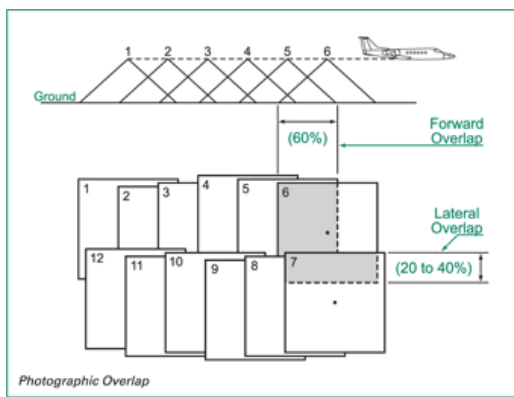 1 2 3 4 5 6
Ground
(60%)
Forward
Overlap
1 2 3 4 5 6
Lateral
Overlap
12 11 10 9 8 7
(20 to 40%)
Photographic Overlap